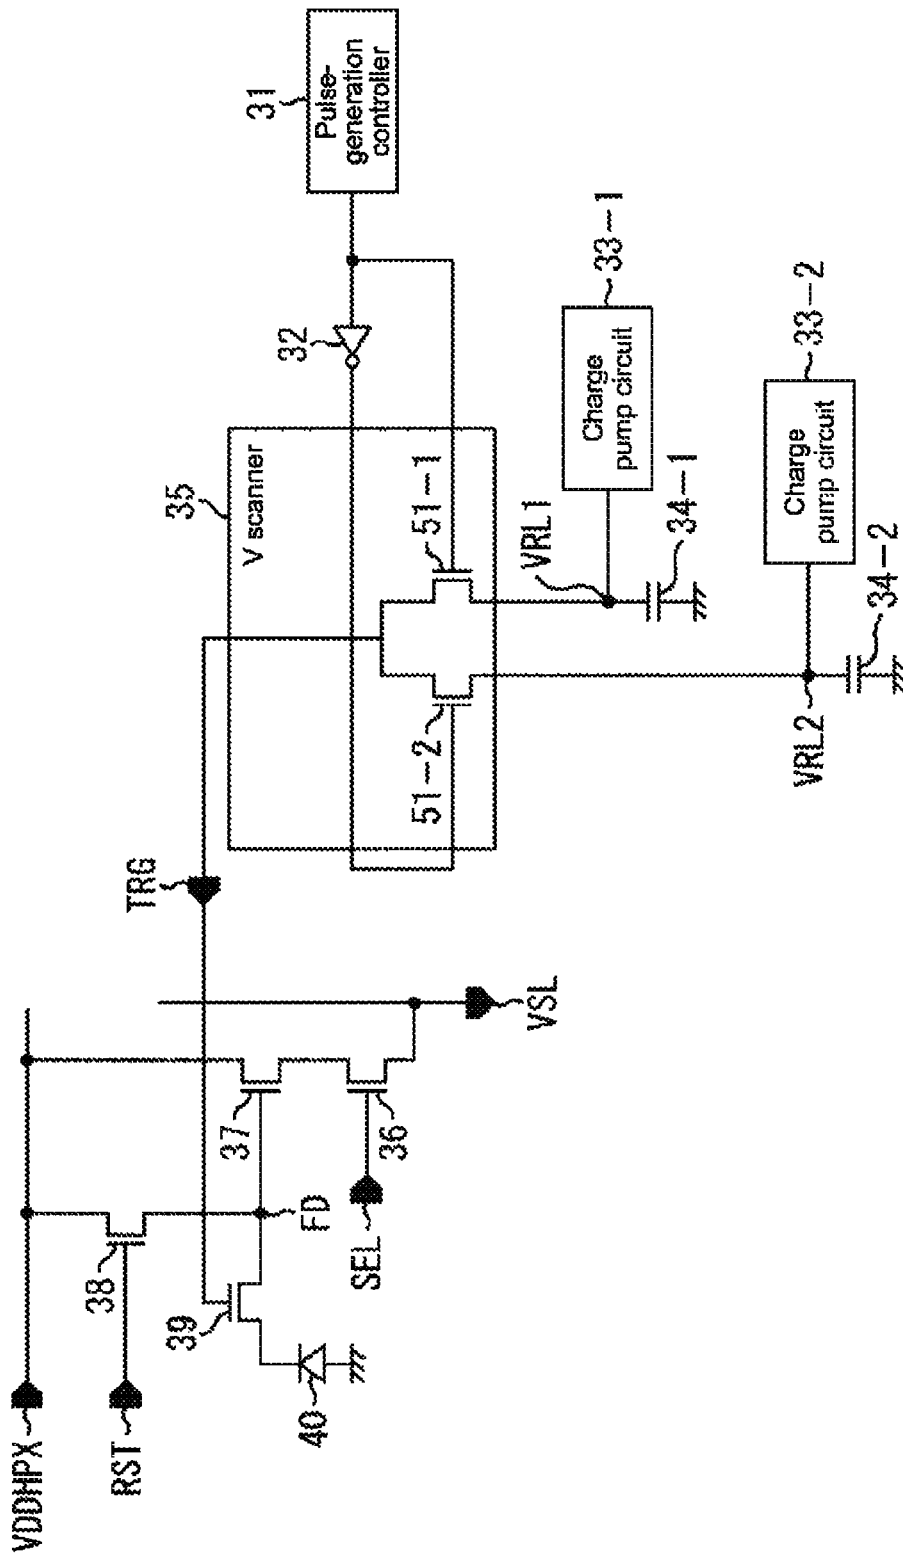 VDDHPX
RST
38
39
40
FD
37
SEL
36
VSL
TRG
35
V scanner
51-2
51-1
32
31
Pulse-
generation
controller
VRL1
33-1
Charge
pump circuit
34-1
VRL2
33-2
Charge
pump circuit
34-2